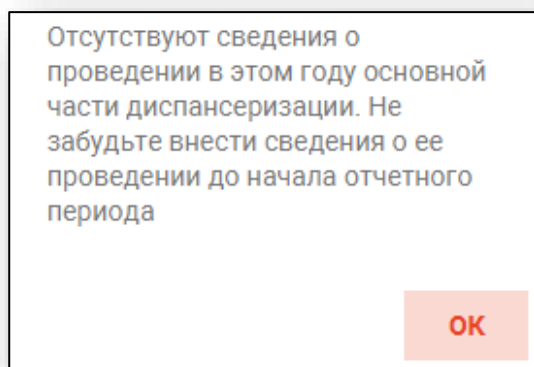 Отсутствуют сведения о
проведении в этом году основной
части диспансеризации. Не
забудьте внести сведения о ее
проведении до начала отчетного
периода
ОК